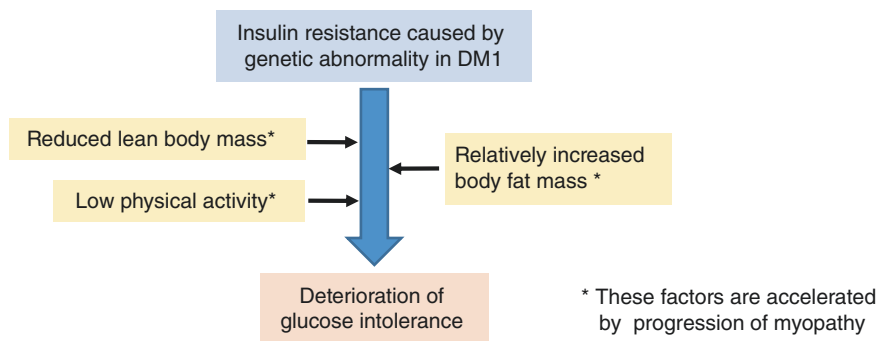 Insulin resistance caused by
genetic abnormality in DM1
Reduced lean body mass*
Relatively increased
body fat mass *
Low physical activity*
Deterioration of
glucose intolerance
* These factors are accelerated
by progression of myopathy